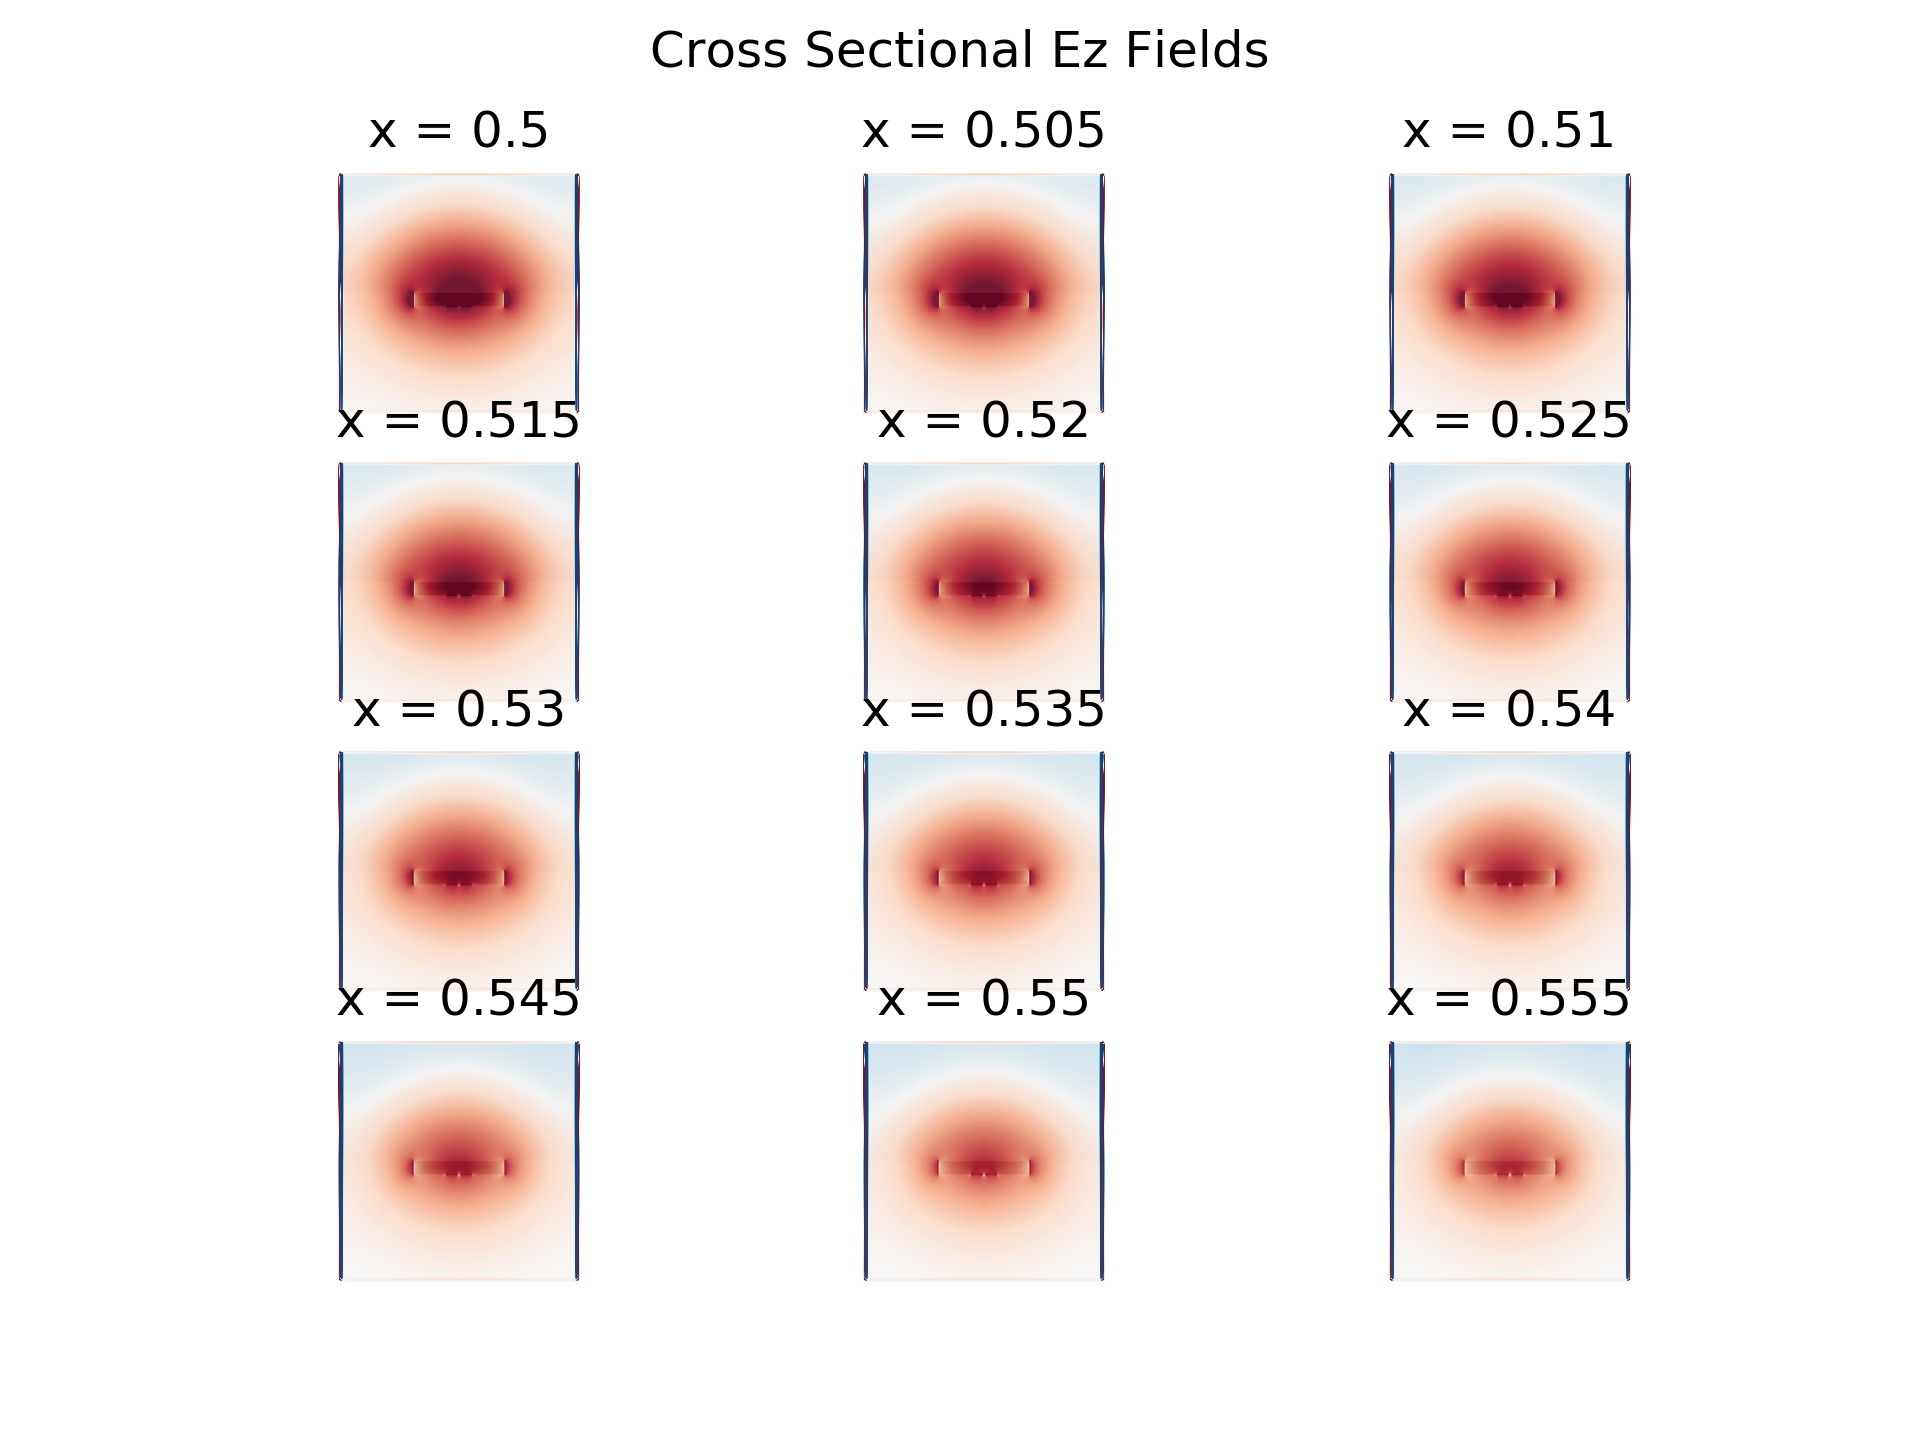 Cross Sectional Ez Fields
x = 0.5
x = 0.505
x = 0.51
x = 0.515
x = 0.52
x = 0.525
x = 0.53
x = 0.535
x = 0.54
x = 0.545
x = 0.55
x = 0.555